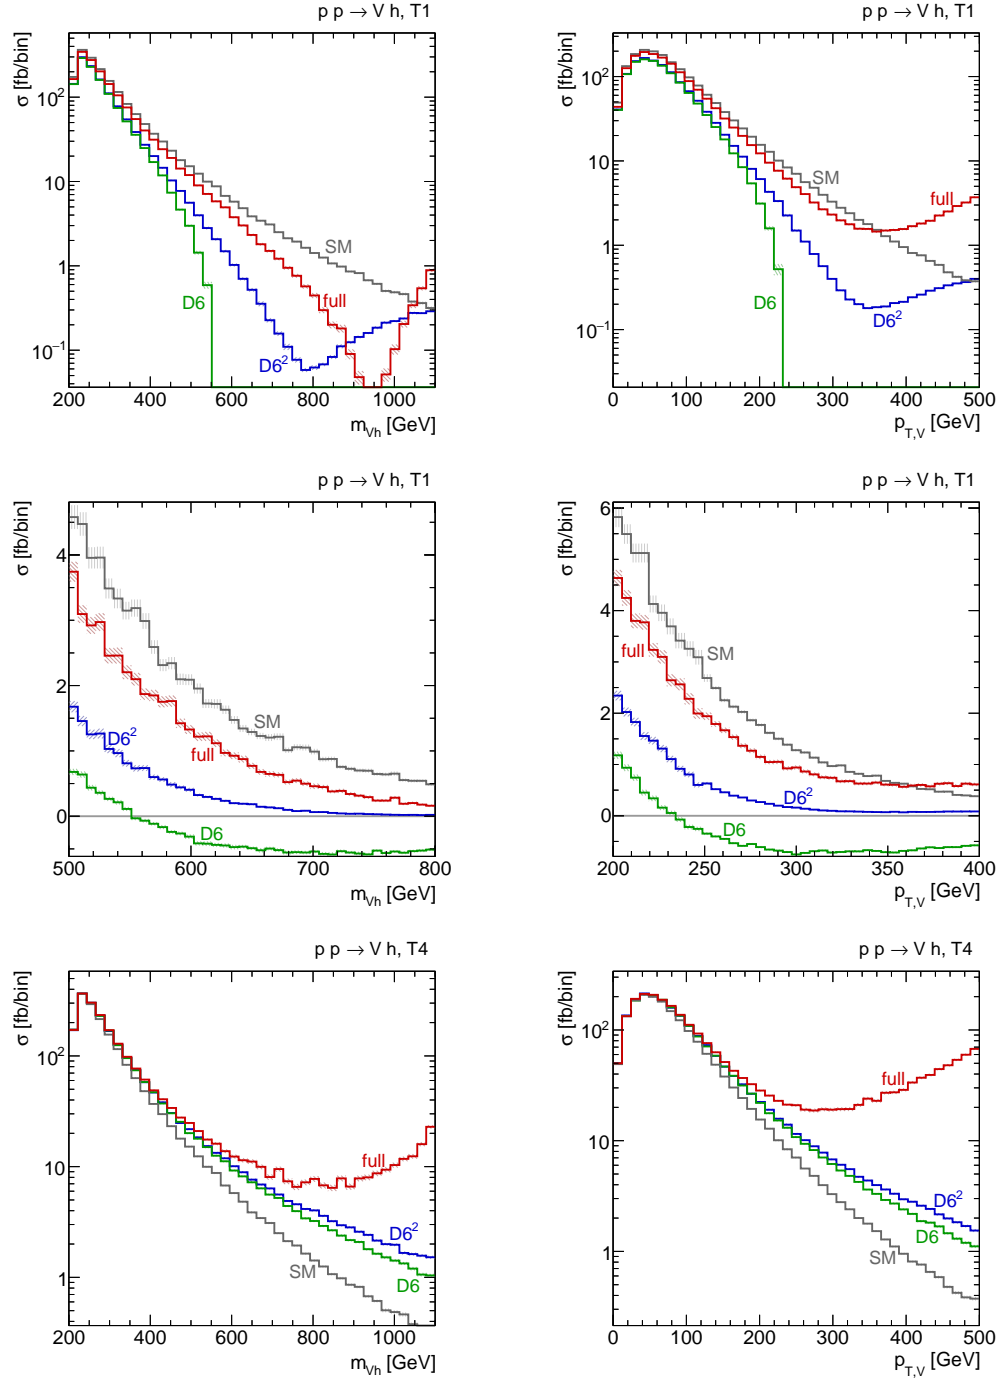 p p → V h, T1
σ [fb/bin]
10²
10
1
10⁻¹
SM
full
D6
D6²
200 400 600 800 1000
m_Vh [GeV]
p p → V h, T1
σ [fb/bin]
10²
10
1
10⁻¹
SM
full
D6
D6²
0 100 200 300 400 500
p_T,V [GeV]
p p → V h, T1
σ [fb/bin]
4
2
0
SM
D6²
full
D6
500 600 700 800
m_Vh [GeV]
p p → V h, T1
σ [fb/bin]
6
4
2
0
full
SM
D6²
D6
200 250 300 350 400
p_T,V [GeV]
p p → V h, T4
σ [fb/bin]
10²
10
1
full
D6²
SM
D6
200 400 600 800 1000
m_Vh [GeV]
p p → V h, T4
σ [fb/bin]
10²
10
1
full
D6²
D6
SM
0 100 200 300 400 500
p_T,V [GeV]